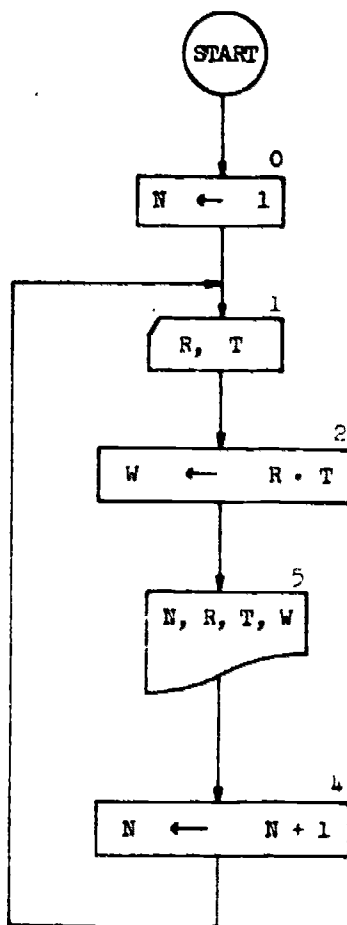 START
0
N ← 1
1
R, T
2
W ← R · T
5
N, R, T, W
4
N ← N + 1